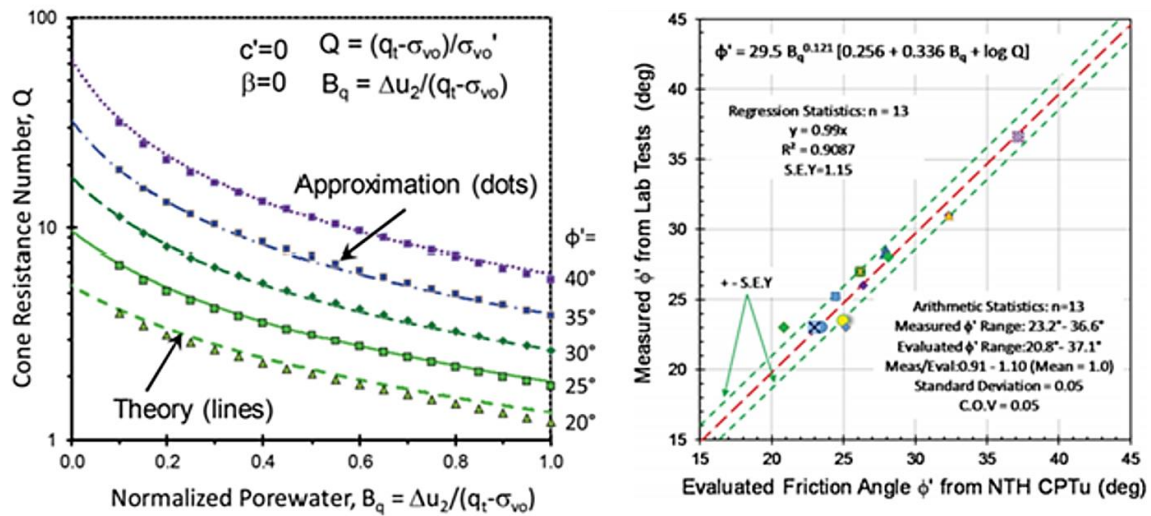 100
10
1
Cone Resistance Number, Q
c'=0
Q = (qt-σvo)/σvo'
β=0
Bq = Δu2/(qt-σvo)
Approximation (dots)
Theory (lines)
ϕ'=
40°
35°
30°
25°
20°
0.0 0.2 0.4 0.6 0.8 1.0
Normalized Porewater, Bq = Δu2/(qt-σvo)
45
40
35
30
25
20
15
Measured ϕ' from Lab Tests (deg)
ϕ' = 29.5 Bq^0.121 [0.256 + 0.336 Bq + log Q]
Regression Statistics: n = 13
y = 0.99x
R² = 0.9087
S.E.Y=1.15
+ - S.E.Y
Arithmetic Statistics: n=13
Measured ϕ' Range: 23.2°- 36.6°
Evaluated ϕ' Range:20.8°- 37.1°
Meas/Eval:0.91 - 1.10 (Mean = 1.0)
Standard Deviation = 0.05
C.O.V = 0.05
15 20 25 30 35 40 45
Evaluated Friction Angle ϕ' from NTH CPTu (deg)